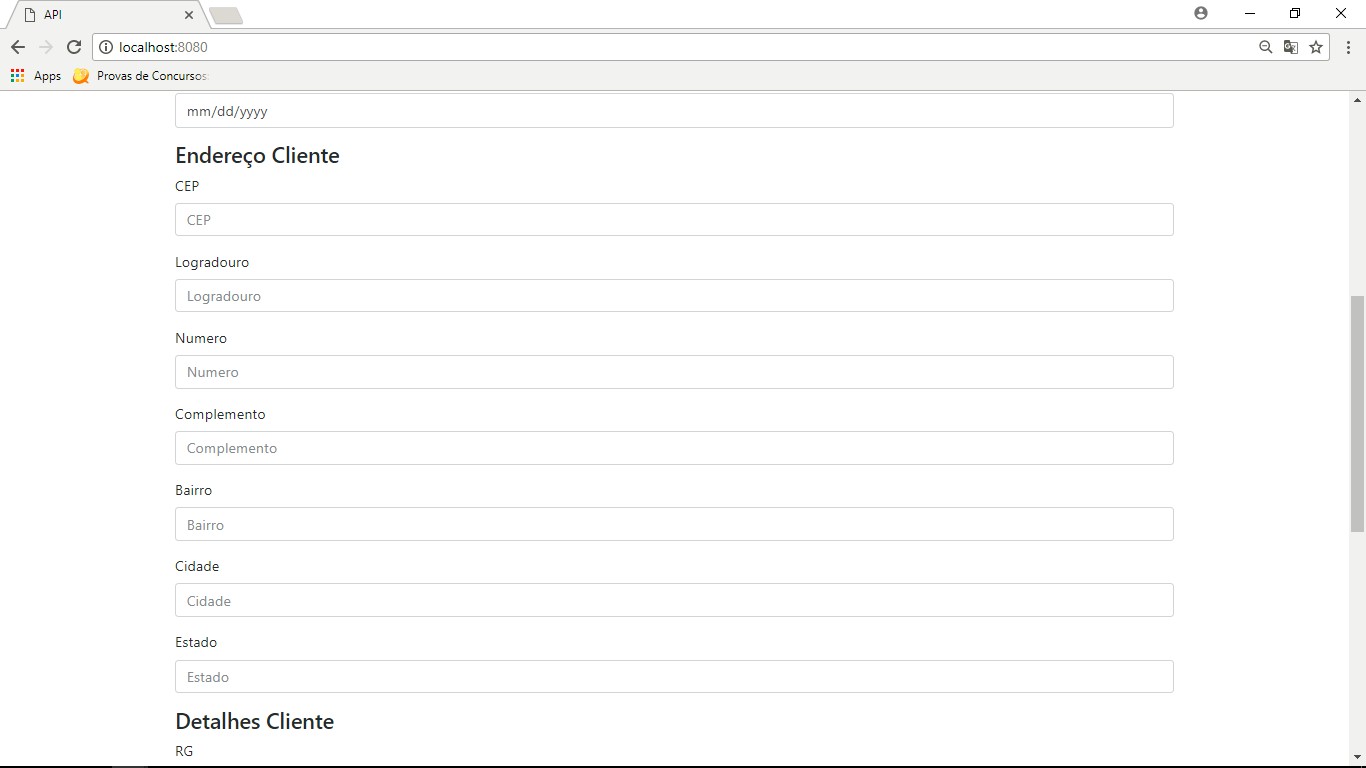 API
localhost:8080
Apps
Provas de Concursos
mm/dd/yyyy
Endereço Cliente
CEP
CEP
Logradouro
Logradouro
Numero
Numero
Complemento
Complemento
Bairro
Bairro
Cidade
Cidade
Estado
Estado
Detalhes Cliente
RG